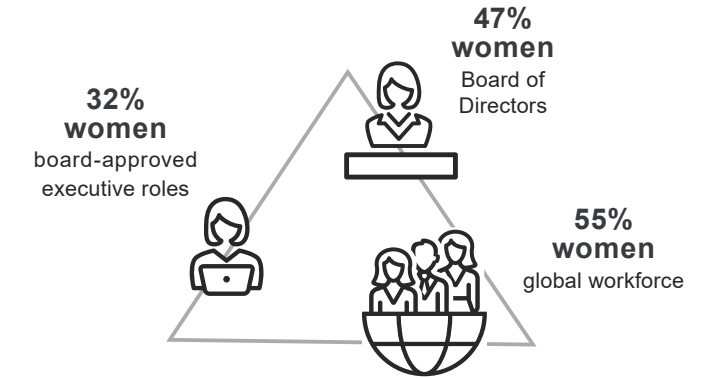 47%
women
Board of
Directors
32%
women
board-approved
executive roles
55%
women
global workforce